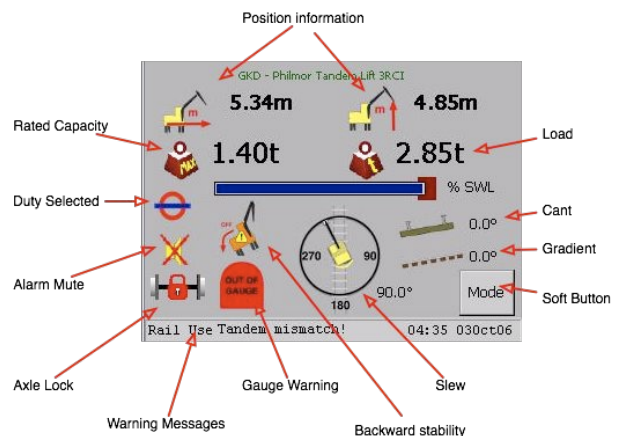 Position information
GKD - Philmor Tandem Lift 3RCI
m 5.34m m 4.85m
Rated Capacity
Load
MAX 1.40t t 2.85t
% SWL
Duty Selected
Cant
OFF
0.0°
Gradient
270 90
0.0°
Alarm Mute
OUT OF
GAUGE
90.0°
Mode
Soft Button
180
Rail Use Tandem mismatch! 04:35 03Oct06
Axle Lock
Gauge Warning
Slew
Warning Messages
Backward stability